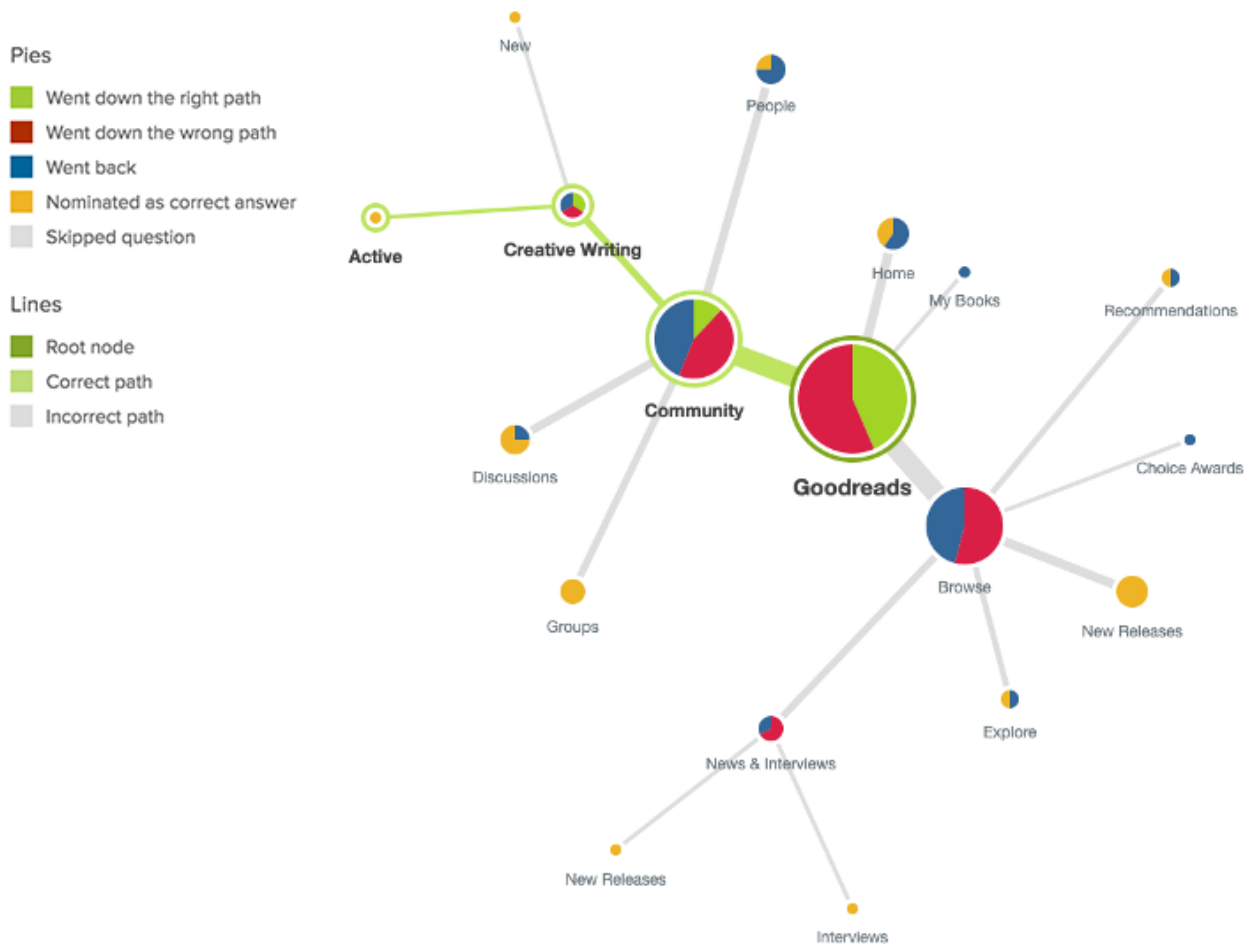 Pies
Went down the right path
Went down the wrong path
Went back
Nominated as correct answer
Skipped question
Lines
Root node
Correct path
Incorrect path
New
People
Active
Creative Writing
Home
My Books
Recommendations
Community
Discussions
Goodreads
Choice Awards
Browse
Groups
New Releases
Explore
News & Interviews
New Releases
Interviews